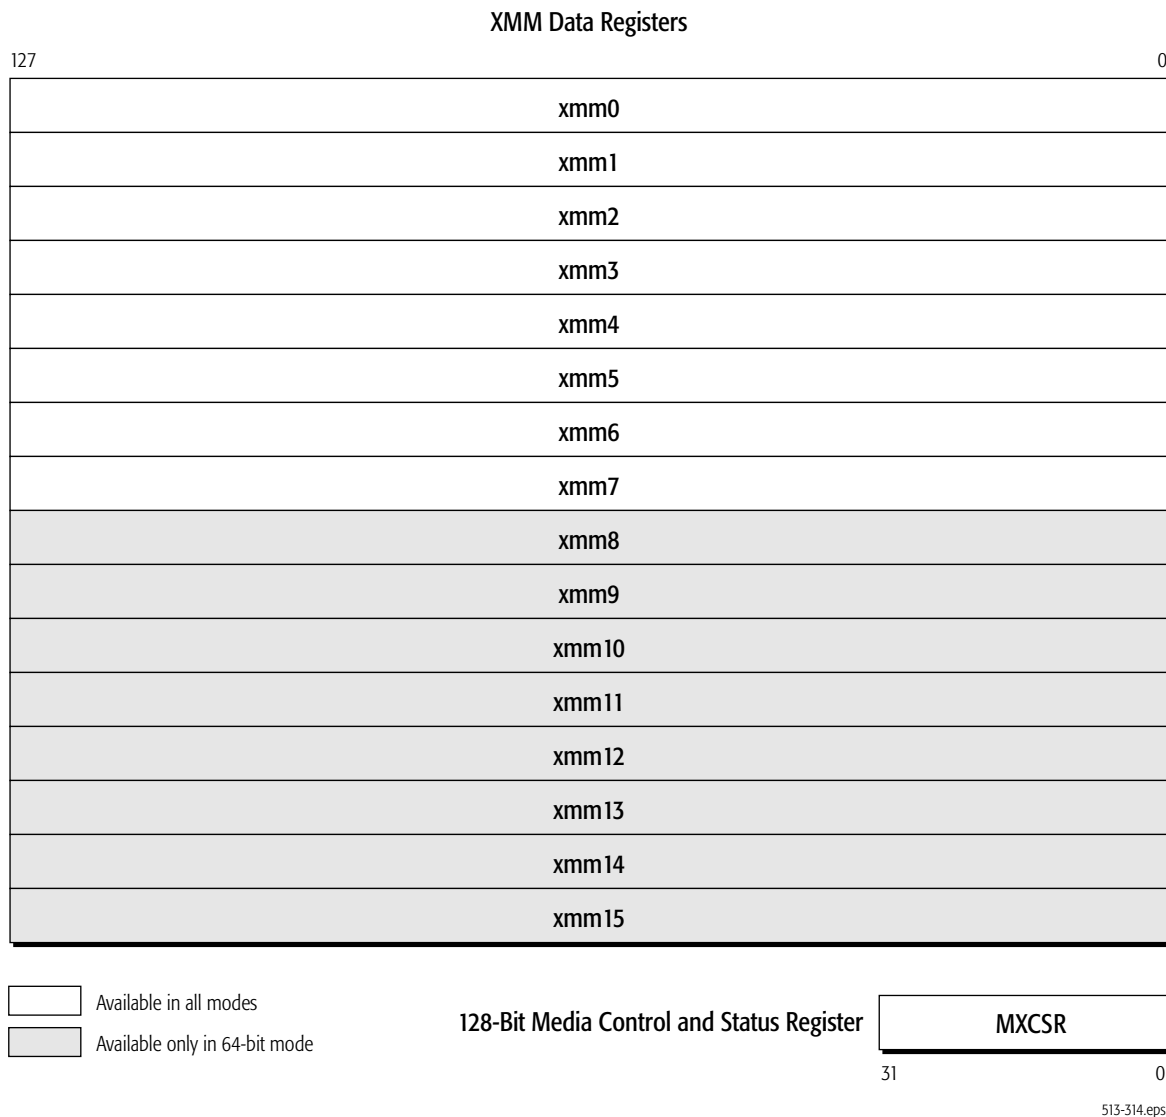 XMM Data Registers
127 0
xmm0
xmm1
xmm2
xmm3
xmm4
xmm5
xmm6
xmm7
xmm8
xmm9
xmm10
xmm11
xmm12
xmm13
xmm14
xmm15
Available in all modes
Available only in 64-bit mode
128-Bit Media Control and Status Register MXCSR
31 0
513-314.eps